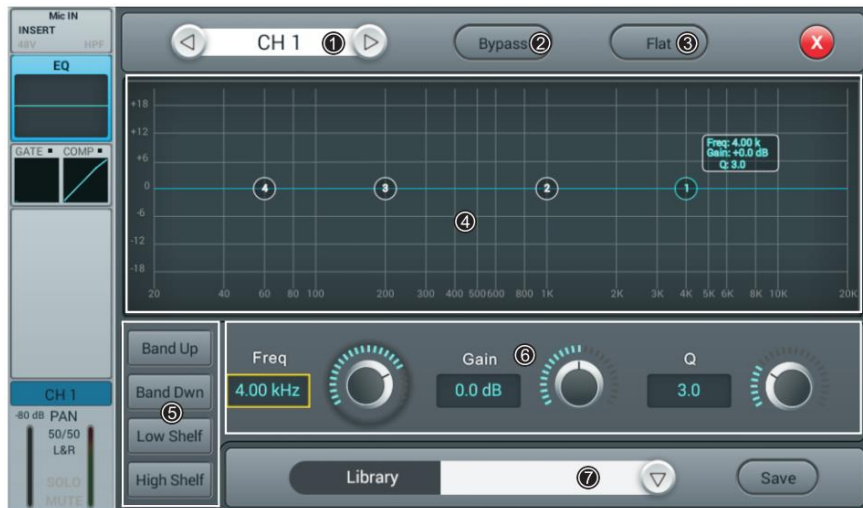 Mic IN
INSERT
48V HPF
EQ
GATE COMP
CH 1
-80 dB PAN
50/50
L&R
SOLO
MUTE
CH 1 ①
Bypass ②
Flat ③
X
+18
+12
+6
0
-6
-12
-18
4 3 2 1
Freq: 4.00 k
Gain: +0.0 dB
Q: 3.0
④
20 40 60 80 100 200 300 400 500 600 800 1K 2K 3K 4K 5K 6K 8K 10K 20K
Band Up
Band Dwn
⑤
Low Shelf
High Shelf
Freq Gain ⑥ Q
4.00 kHz 0.0 dB 3.0
Library ⑦ Save